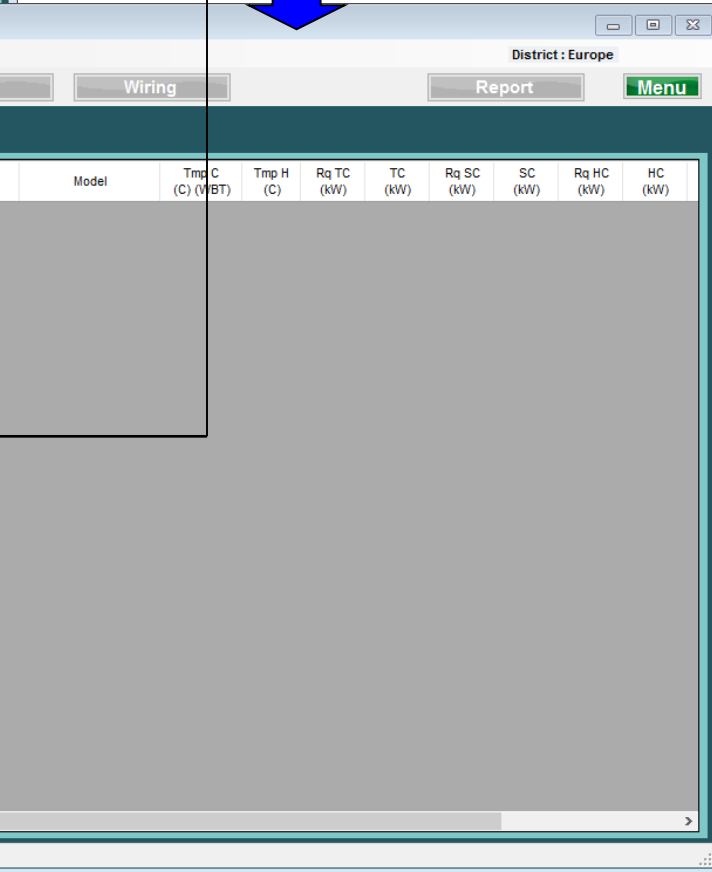 District : Europe
Wiring Report Menu
Model Tmp C Tmp H Rq TC TC Rq SC SC Rq HC HC
(C) (WBT) (C) (kW) (kW) (kW) (kW) (kW) (kW)